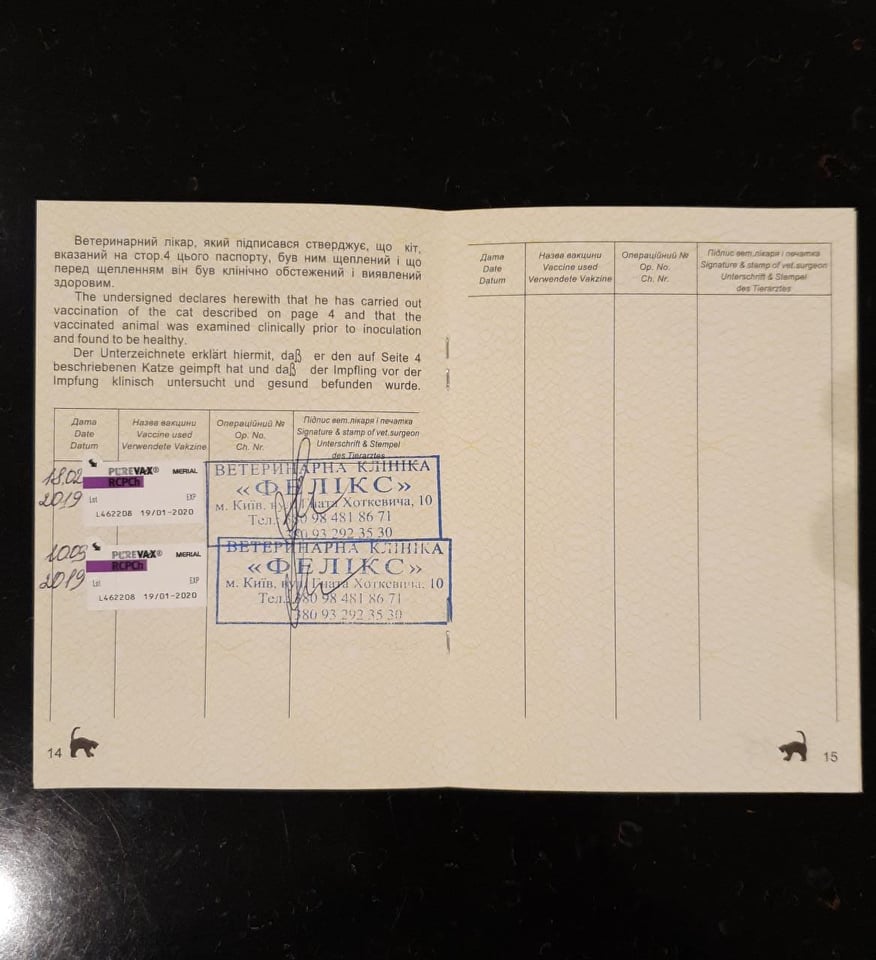 Ветеринарний лікар, який підписався стверджує, що кіт,
вказаний на стор.4 цього паспорту, був ним щеплений і що
перед щепленням він був клінічно обстежений і виявлений
здоровим.
The undersigned declares herewith that he has carried out
vaccination of the cat described on page 4 and that the
vaccinated animal was examined clinically prior to inoculation
and found to be healthy.
Der Unterzeichnete erklärt hiermit, daß er den auf Seite 4
beschriebenen Katze geimpft hat und daß der Impfling vor der
Impfung klinisch untersucht und gesund befunden wurde.
Дата
Date
Datum
Назва вакцини
Vaccine used
Verwendete Vakzine
Операційний №
Op. No.
Ch. Nr.
Підпис вет.лікаря і печатка
Signature & stamp of vet.surgeon
Unterschrift & Stempel
des Tierarztes
18.02
2019
PUREVAX® MERIAL
RCPCh
Lot EXP
L462208 19/01-2020
ВЕТЕРИНАРНА КЛІНІКА
«ФЕЛІКС»
м. Київ, вул. Гната Хоткевича, 10
Тел.: 380 98 481 86 71
380 93 292 35 30
10.03
2019
PUREVAX® MERIAL
RCPCh
Lot EXP
L462208 19/01-2020
ВЕТЕРИНАРНА КЛІНІКА
«ФЕЛІКС»
м. Київ, вул. Гната Хоткевича, 10
Тел.: 380 98 481 86 71
380 93 292 35 30
14
Дата
Date
Datum
Назва вакцини
Vaccine used
Verwendete Vakzine
Операційний №
Op. No.
Ch. Nr.
Підпис вет.лікаря і печатка
Signature & stamp of vet.surgeon
Unterschrift & Stempel
des Tierarztes
15